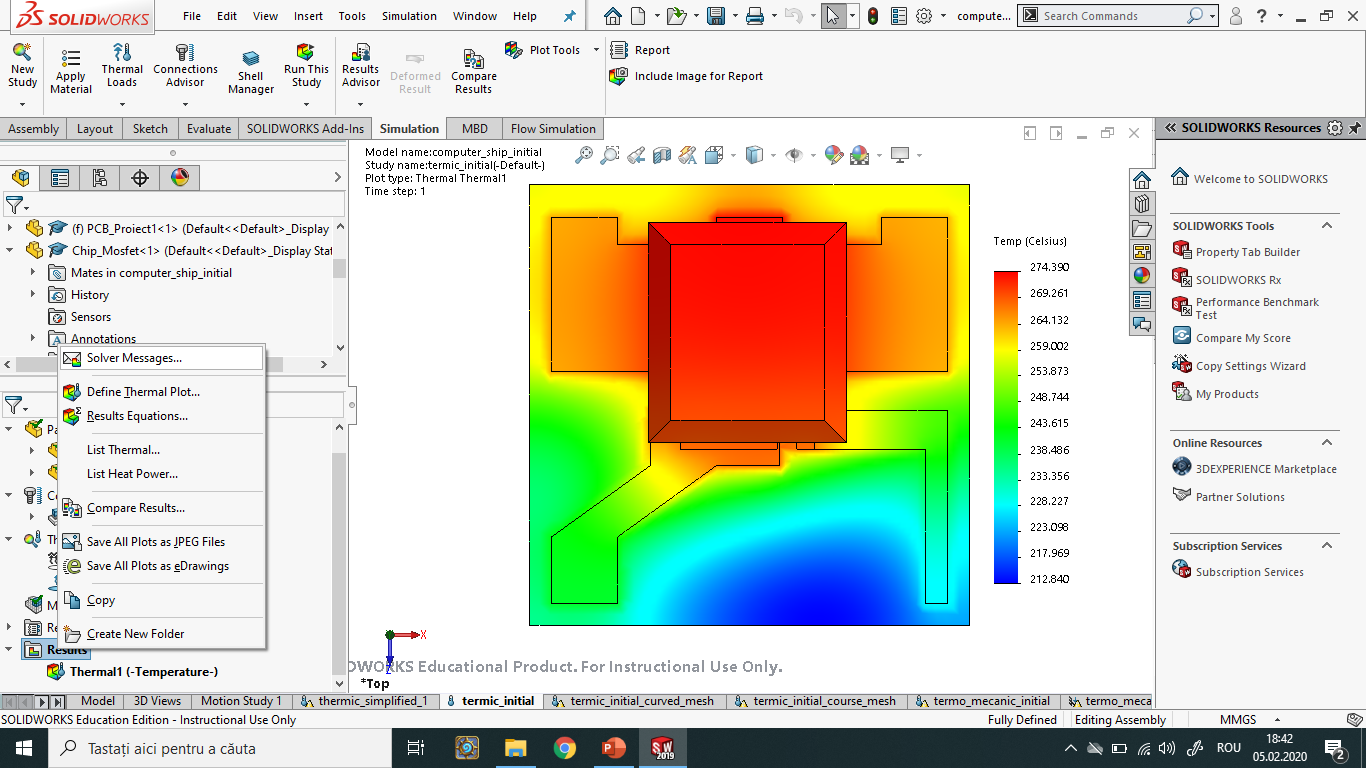 SOLIDWORKS
File Edit View Insert Tools Simulation Window Help
compute...
Search Commands
New Study
Apply Material
Thermal Loads
Connections Advisor
Shell Manager
Run This Study
Results Advisor
Deformed Result
Compare Results
Plot Tools
Report
Include Image for Report
Assembly Layout Sketch Evaluate SOLIDWORKS Add-Ins Simulation MBD Flow Simulation
SOLIDWORKS Resources
(f) PCB_Proiect1<1> (Default<<Default>_Display
Chip_Mosfet<1> (Default<<Default>_Display Stat
Mates in computer_ship_initial
History
Sensors
Annotations
Solver Messages...
Define Thermal Plot...
Results Equations...
List Thermal...
List Heat Power...
Compare Results...
Save All Plots as JPEG Files
Save All Plots as eDrawings
Copy
Create New Folder
Pa
Co
Th
M
Re
Results
Thermal1 (-Temperature-)
Model name:computer_ship_initial
Study name:termic_initial(-Default-)
Plot type: Thermal Thermal1
Time step: 1
Temp (Celsius)
274.390
269.261
264.132
259.002
253.873
248.744
243.615
238.486
233.356
228.227
223.098
217.969
212.840
X
Z
DWORKS Educational Product. For Instructional Use Only.
*Top
Welcome to SOLIDWORKS
SOLIDWORKS Tools
Property Tab Builder
SOLIDWORKS Rx
Performance Benchmark Test
Compare My Score
Copy Settings Wizard
My Products
Online Resources
3DEXPERIENCE Marketplace
Partner Solutions
Subscription Services
Subscription Services
Model 3D Views Motion Study 1 thermic_simplified_1 termic_initial termic_initial_curved_mesh termic_initial_course_mesh termo_mecanic_initial termo_meca
SOLIDWORKS Education Edition - Instructional Use Only
Fully Defined Editing Assembly MMGS
Tastați aici pentru a căuta
SW 2019
ROU
18:42
05.02.2020
2